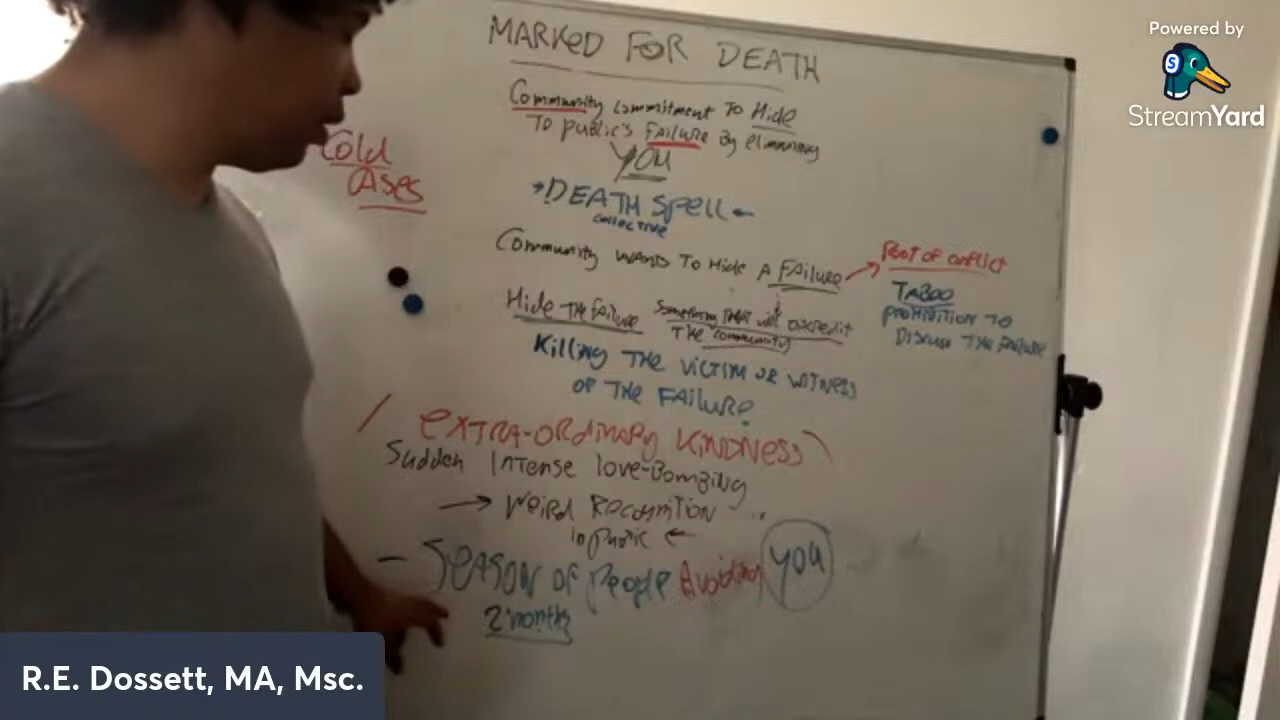 MARKED FOR DEATH
Community commitment to Hide
To public's Failure By eliminning
YOU
Cold
Cases
DEATH Spell
collective
Community wants To Hide A Failure
Root of conflict
TABOO
prohibition TO
Discuss THE Failure
Hide The Failure
Something THAT will Discredit
THE Community
Killing The victim or witness
OF THE FAILURE
EXTRA-ORdinary KINDNESS
Sudden Intense love-Bombing
Weird Recognition
In Public
- Season of People Avoiding YOU
2 months
Powered by
StreamYard
R.E. Dossett, MA, Msc.